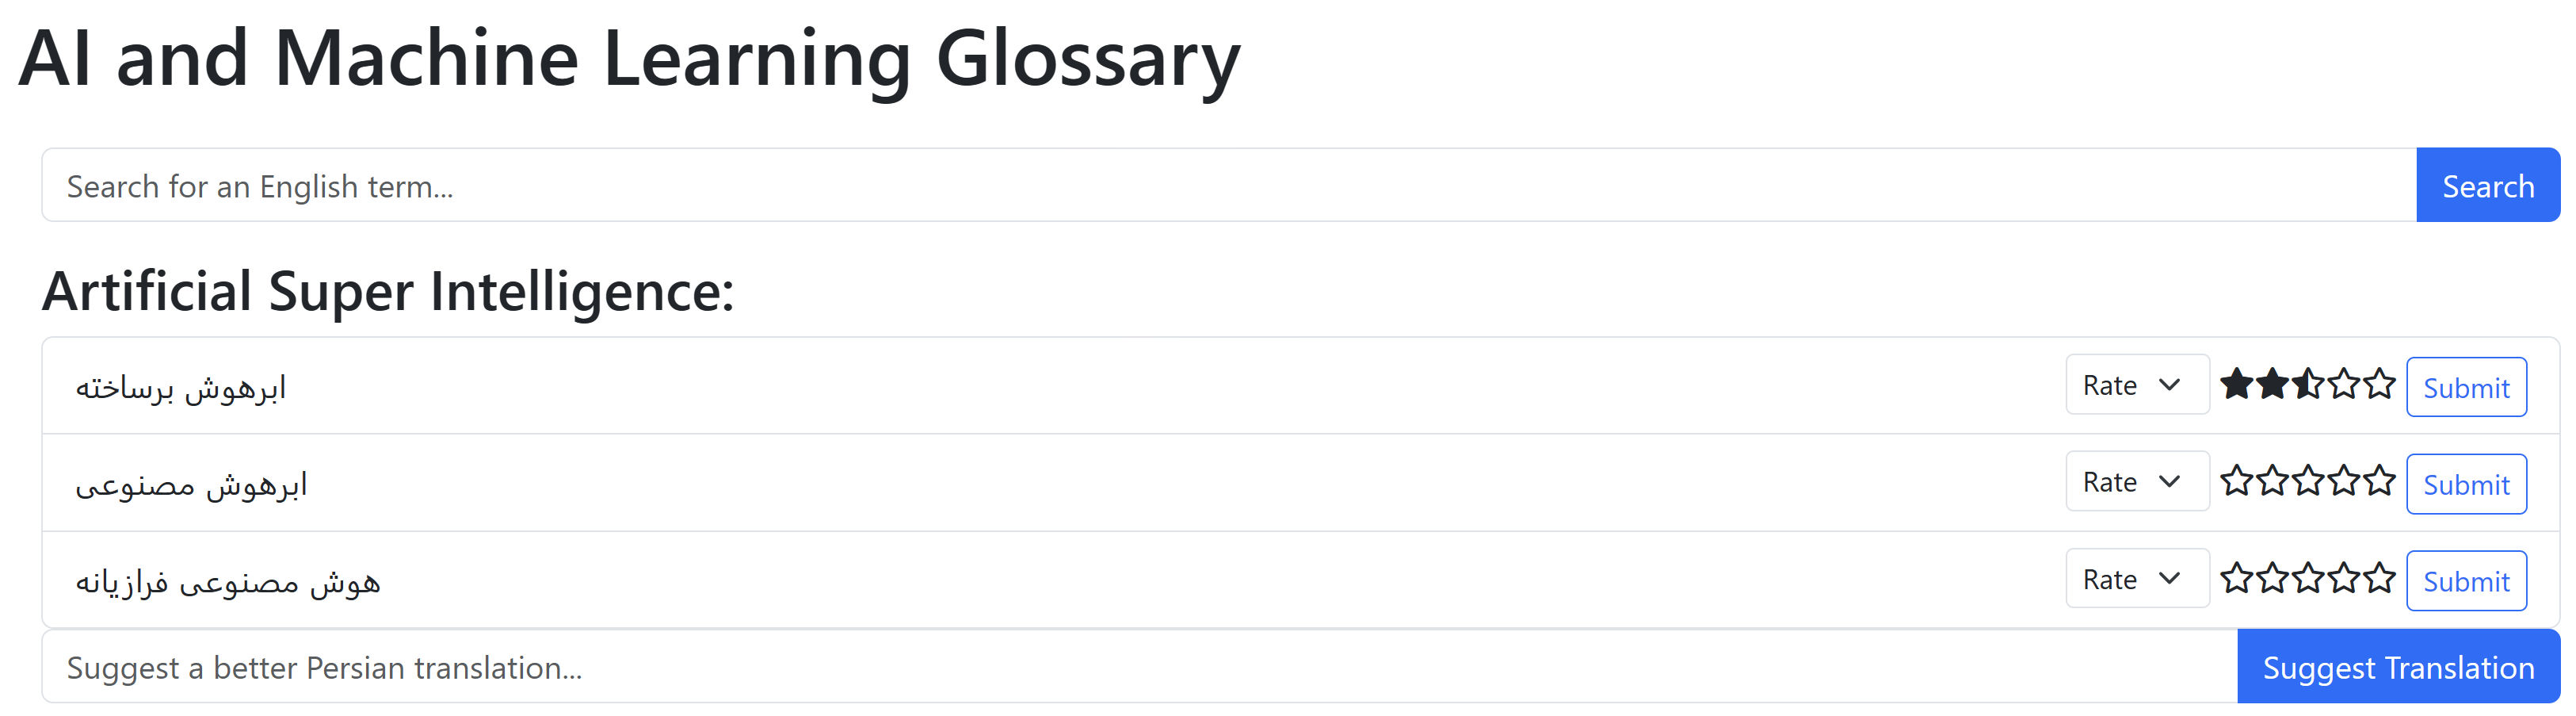 AI and Machine Learning Glossary
Search for an English term...
Search
Artificial Super Intelligence:
ابرهوش برساخته
Rate
Submit
ابرهوش مصنوعی
Rate
Submit
هوش مصنوعی فرازیانه
Rate
Submit
Suggest a better Persian translation...
Suggest Translation